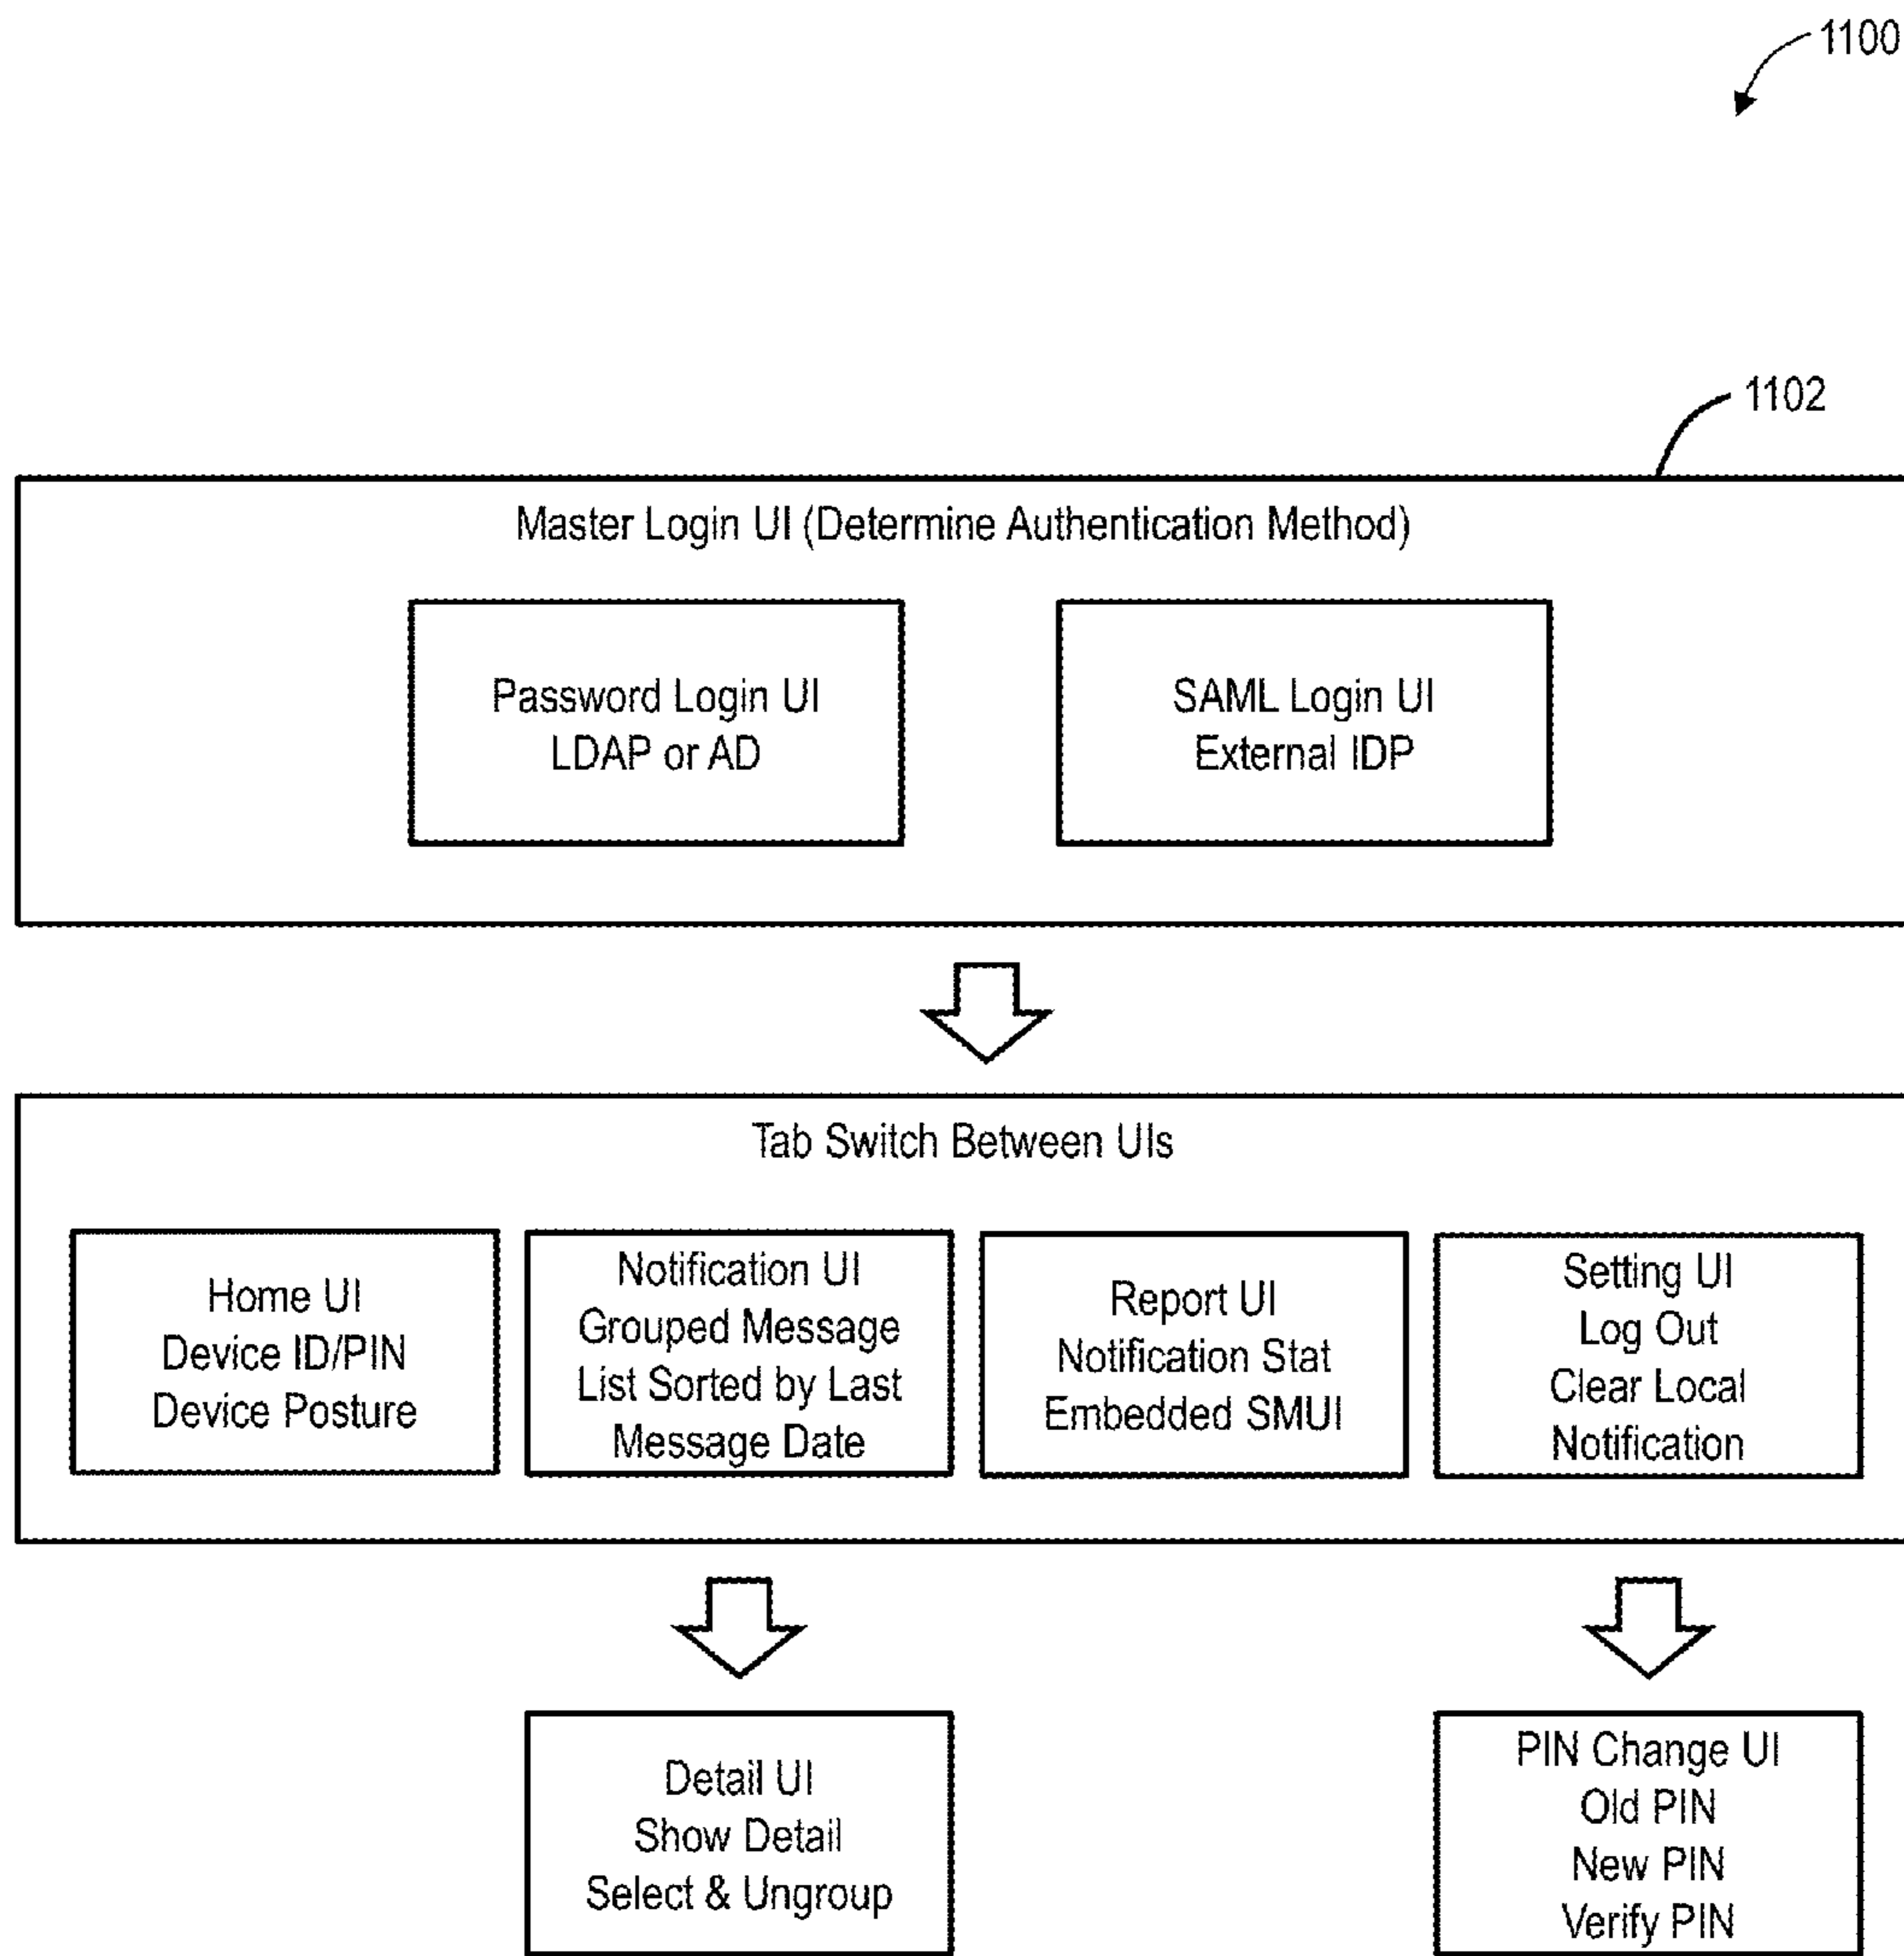 1100
1102
Master Login UI (Determine Authentication Method)
Password Login UI
LDAP or AD
SAML Login UI
External IDP
Tab Switch Between UIs
Home UI
Device ID/PIN
Device Posture
Notification UI
Grouped Message
List Sorted by Last
Message Date
Report UI
Notification Stat
Embedded SMUI
Setting UI
Log Out
Clear Local
Notification
Detail UI
Show Detail
Select & Ungroup
PIN Change UI
Old PIN
New PIN
Verify PIN